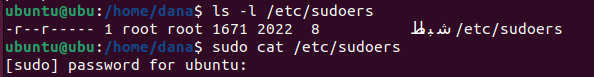 ubuntu@ubu:/home/dana$ ls -l /etc/sudoers
-r--r----- 1 root root 1671 2022 8 شباط /etc/sudoers
ubuntu@ubu:/home/dana$ sudo cat /etc/sudoers
[sudo] password for ubuntu: